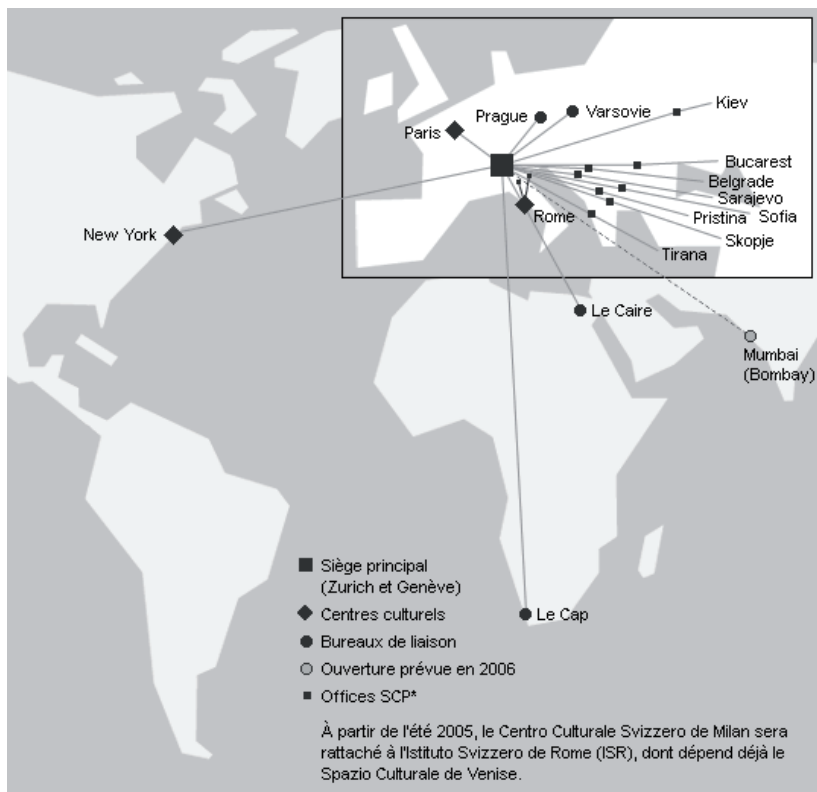 Kiev
Prague
Varsovie
Paris
Bucarest
Belgrade
Sarajevo
Pristina
Sofia
Rome
New York
Skopje
Tirana
Le Caire
Mumbai
(Bombay)
Siège principal
(Zurich et Genève)
Centres culturels
Le Cap
Bureaux de liaison
Ouverture prévue en 2006
Offices SCP*
À partir de l'été 2005, le Centro Culturale Svizzero de Milan sera
rattaché à l'Istituto Svizzero de Rome (ISR), dont dépend déjà le
Spazio Culturale de Venise.